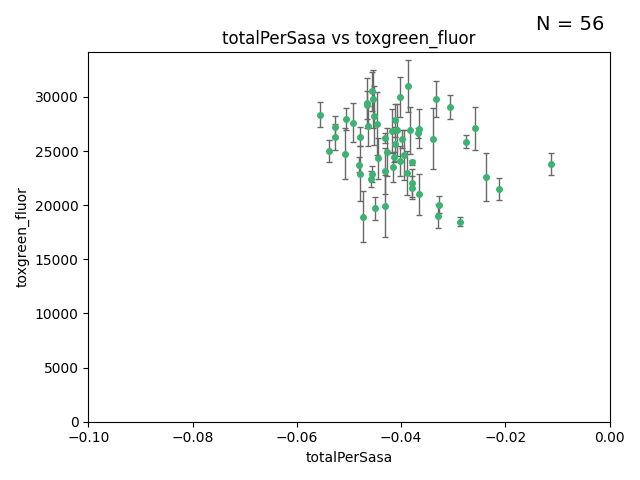 N = 56
totalPerSasa vs toxgreen_fluor
toxgreen_fluor
30000
25000
20000
15000
10000
5000
0
−0.10 −0.08 −0.06 −0.04 −0.02 0.00
totalPerSasa